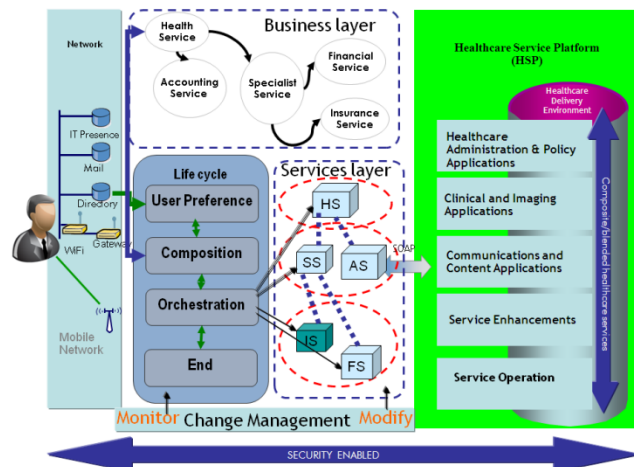 Network
IT Presence
Mail
Directory
WiFi
Gateway
Mobile
Network
Business layer
Health
Service
Accounting
Service
Specialist
Service
Financial
Service
Insurance
Service
Life cycle
User Preference
Composition
Orchestration
End
Services layer
HS
SS
AS
IS
FS
SOAP
Monitor
Change Management
Modify
Healthcare Service Platform
(HSP)
Healthcare
Delivery
Environment
Healthcare
Administration & Policy
Applications
Clinical and Imaging
Applications
Communications and
Content Applications
Service Enhancements
Service Operation
Composite/blended healthcare services
SECURITY ENABLED